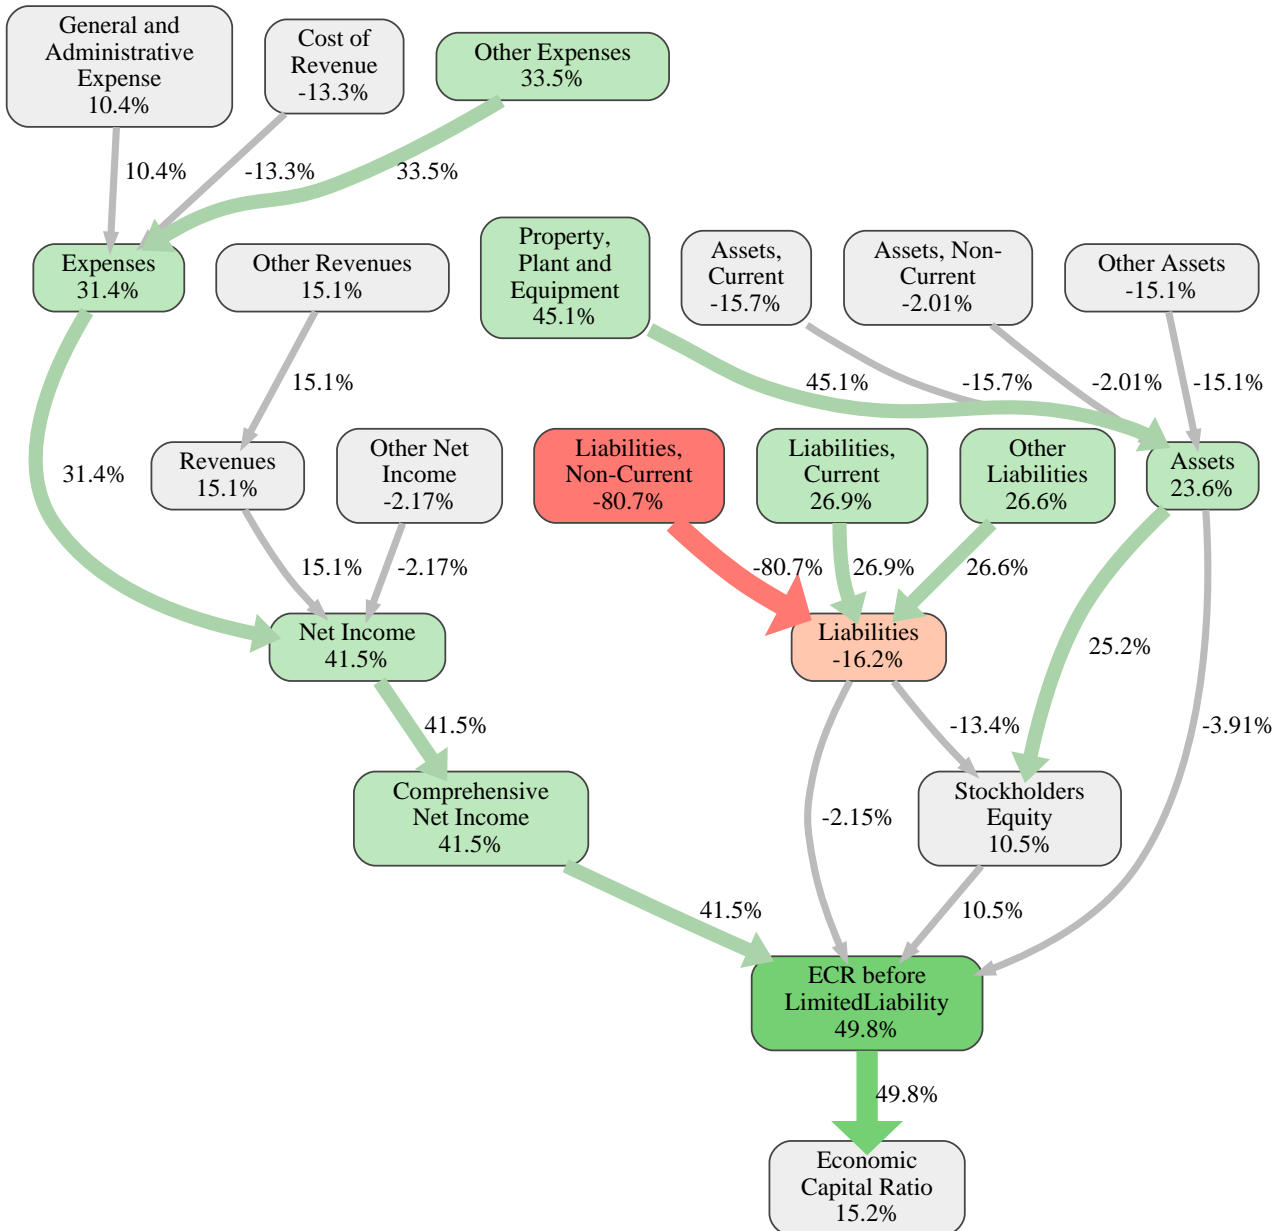 General and
Administrative
Expense
10.4%
Cost of
Revenue
-13.3%
Other Expenses
33.5%
10.4%
-13.3%
33.5%
Expenses
31.4%
Other Revenues
15.1%
Property,
Plant and
Equipment
45.1%
Assets,
Current
-15.7%
Assets, Non-
Current
-2.01%
Other Assets
-15.1%
15.1%
45.1%
-15.7%
-2.01%
-15.1%
31.4%
Revenues
15.1%
Other Net
Income
-2.17%
Liabilities,
Non-Current
-80.7%
Liabilities,
Current
26.9%
Other
Liabilities
26.6%
Assets
23.6%
15.1%
-2.17%
-80.7%
26.9%
26.6%
Net Income
41.5%
Liabilities
-16.2%
25.2%
41.5%
-13.4%
-3.91%
Comprehensive
Net Income
41.5%
-2.15%
Stockholders
Equity
10.5%
41.5%
10.5%
ECR before
LimitedLiability
49.8%
49.8%
Economic
Capital Ratio
15.2%